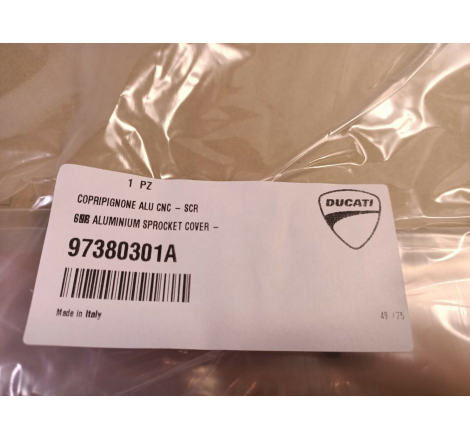 1 PZ
COPRIPIGNONE ALU CNC - SCR
ALUMINIUM SPROCKET COVER -
97380301A
Made in Italy
DUCATI